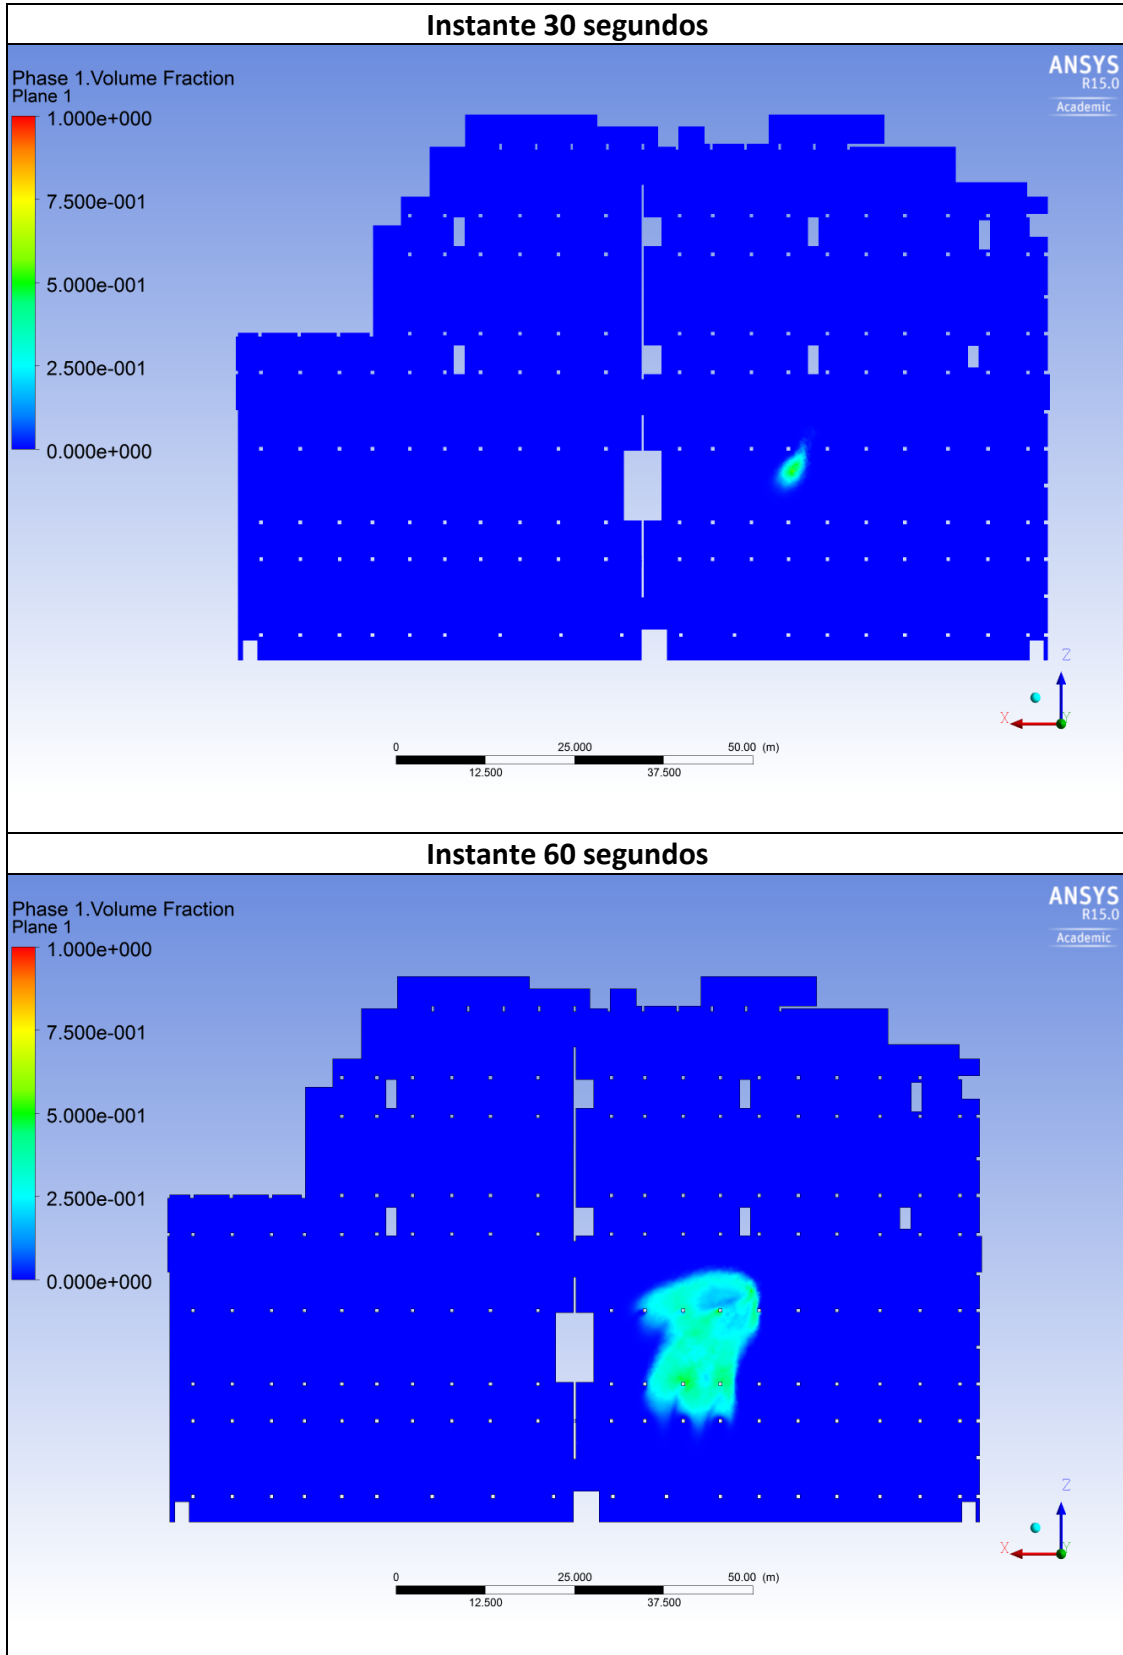 Instante 30 segundos
Phase 1.Volume Fraction
Plane 1
ANSYS
R15.0
Academic
1.000e+000
7.500e-001
5.000e-001
2.500e-001
0.000e+000
Z
X
Y
0 25.000 50.00 (m)
12.500 37.500
Instante 60 segundos
Phase 1.Volume Fraction
Plane 1
ANSYS
R15.0
Academic
1.000e+000
7.500e-001
5.000e-001
2.500e-001
0.000e+000
Z
X
Y
0 25.000 50.00 (m)
12.500 37.500